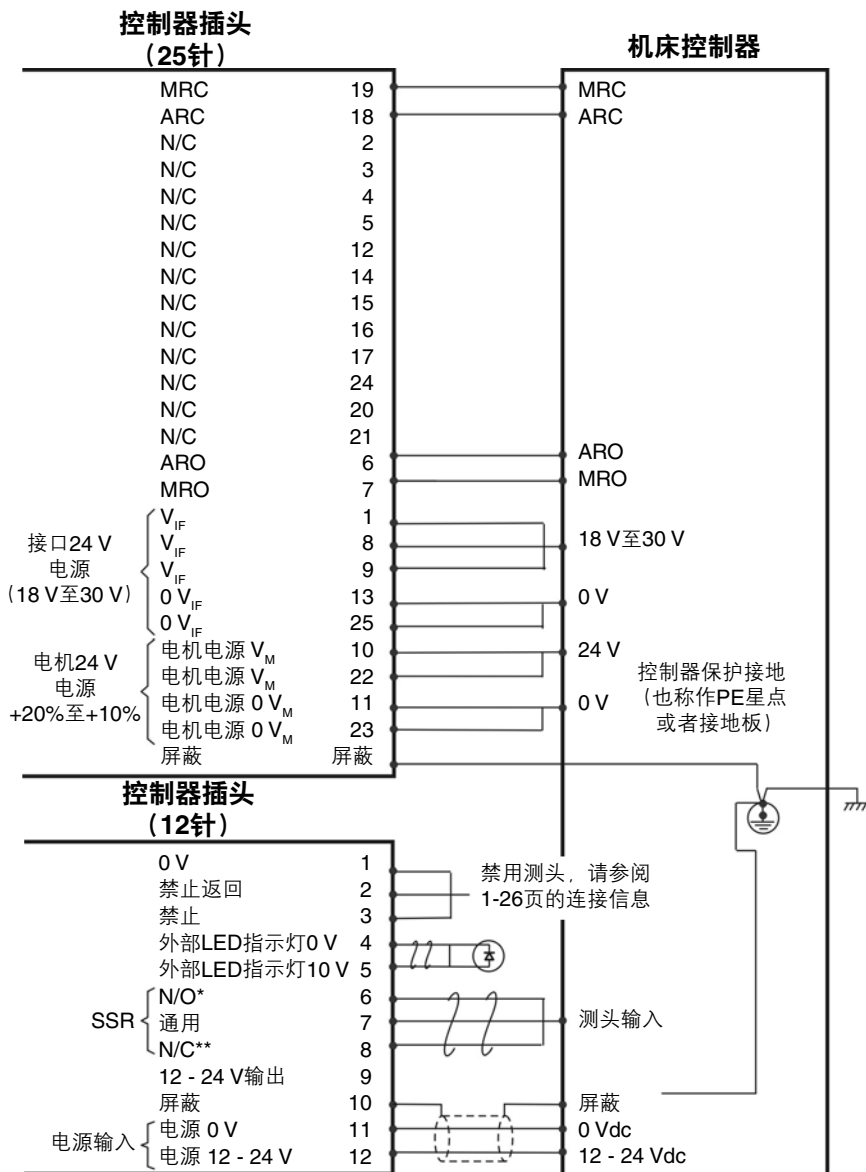 控制器插头
（25针）
机床控制器
MRC 19 MRC
ARC 18 ARC
N/C 2
N/C 3
N/C 4
N/C 5
N/C 12
N/C 14
N/C 15
N/C 16
N/C 17
N/C 24
N/C 20
N/C 21
ARO 6 ARO
MRO 7 MRO
接口24 V
电源
（18 V至30 V）
V_IF 1
V_IF 8 18 V至30 V
V_IF 9
0 V_IF 13 0 V
0 V_IF 25
电机24 V
电源
+20%至+10%
电机电源 V_M 10 24 V
电机电源 V_M 22
电机电源 0 V_M 11 0 V
电机电源 0 V_M 23
屏蔽 屏蔽
控制器保护接地
（也称作PE星点
或者接地板）
控制器插头
（12针）
0 V 1
禁止返回 2
禁止 3
禁用测头，请参阅
1-26页的连接信息
外部LED指示灯0 V 4
外部LED指示灯10 V 5
SSR
N/O* 6
通用 7 测头输入
N/C** 8
12 - 24 V输出 9
屏蔽 10 屏蔽
电源输入
电源 0 V 11 0 Vdc
电源 12 - 24 V 12 12 - 24 Vdc